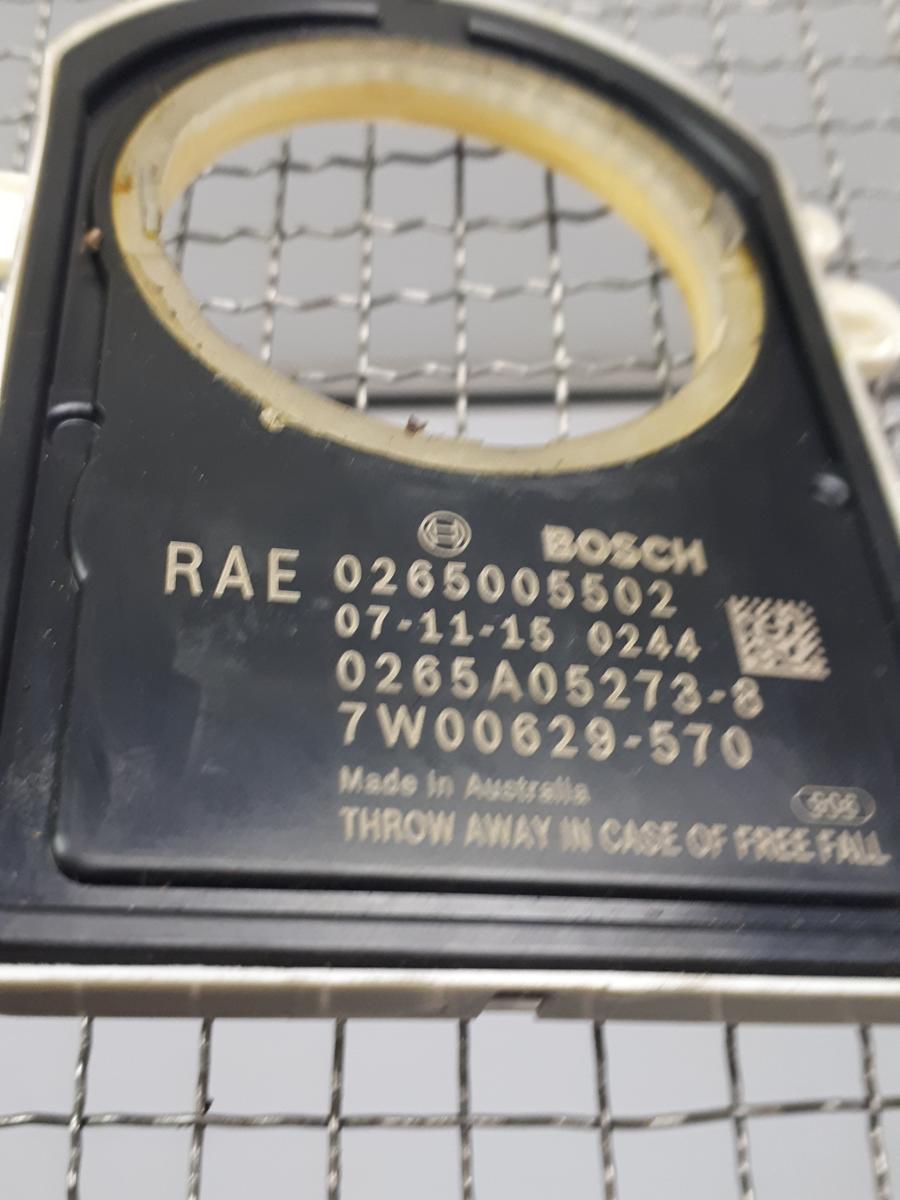 BOSCH
RAE 0265005502
07-11-15 0244
0265A05273-8
7W00629-570
Made in Australia
THROW AWAY IN CASE OF FREE FALL